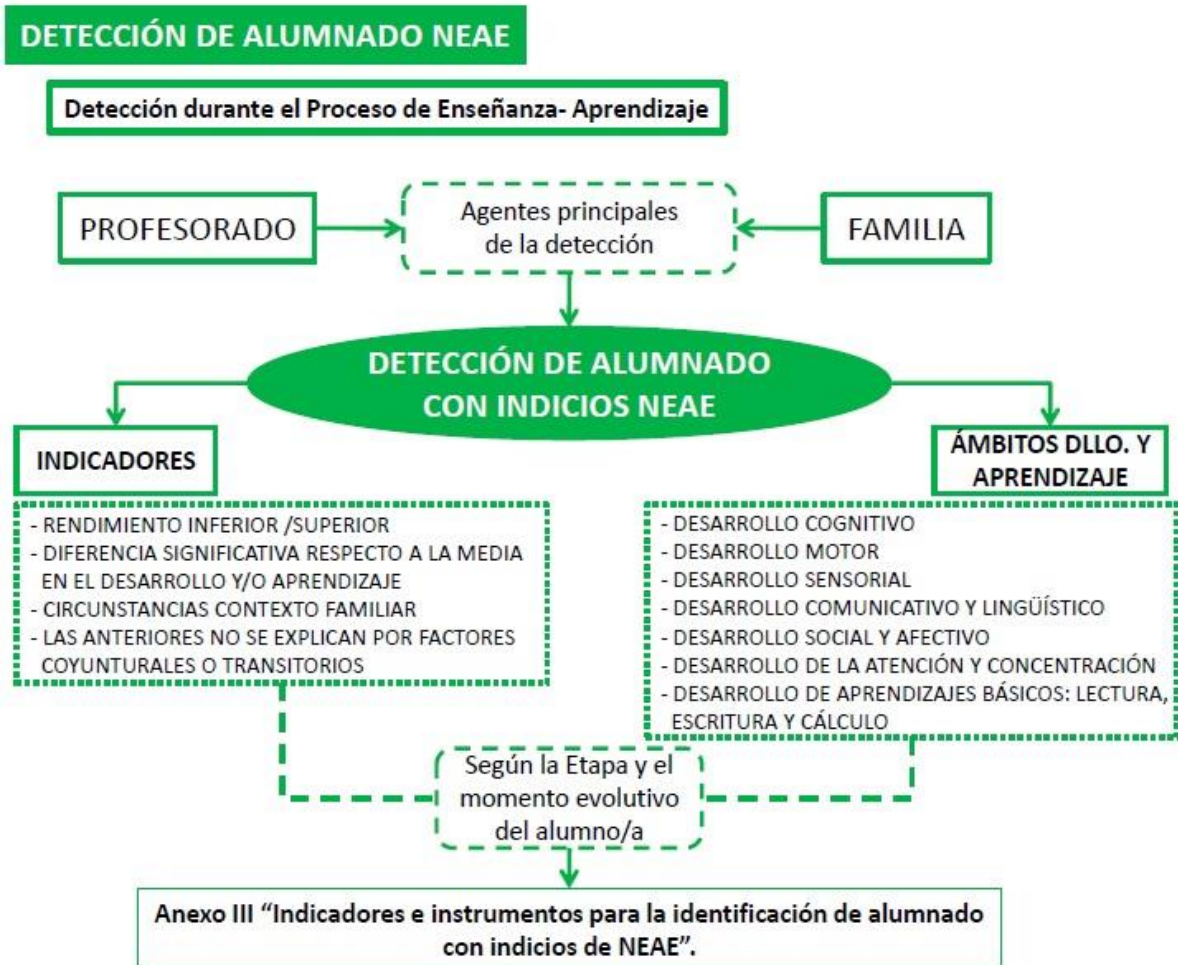 DETECCIÓN DE ALUMNADO NEAE
Detección durante el Proceso de Enseñanza- Aprendizaje
PROFESORADO
Agentes principales
de la detección
FAMILIA
DETECCIÓN DE ALUMNADO
CON INDICIOS NEAE
INDICADORES
- RENDIMIENTO INFERIOR /SUPERIOR
- DIFERENCIA SIGNIFICATIVA RESPECTO A LA MEDIA
EN EL DESARROLLO Y/O APRENDIZAJE
- CIRCUNSTANCIAS CONTEXTO FAMILIAR
- LAS ANTERIORES NO SE EXPLICAN POR FACTORES
COYUNTURALES O TRANSITORIOS
ÁMBITOS DLLO. Y
APRENDIZAJE
- DESARROLLO COGNITIVO
- DESARROLLO MOTOR
- DESARROLLO SENSORIAL
- DESARROLLO COMUNICATIVO Y LINGÜÍSTICO
- DESARROLLO SOCIAL Y AFECTIVO
- DESARROLLO DE LA ATENCIÓN Y CONCENTRACIÓN
- DESARROLLO DE APRENDIZAJES BÁSICOS: LECTURA,
ESCRITURA Y CÁLCULO
Según la Etapa y el
momento evolutivo
del alumno/a
Anexo III “Indicadores e instrumentos para la identificación de alumnado
con indicios de NEAE”.